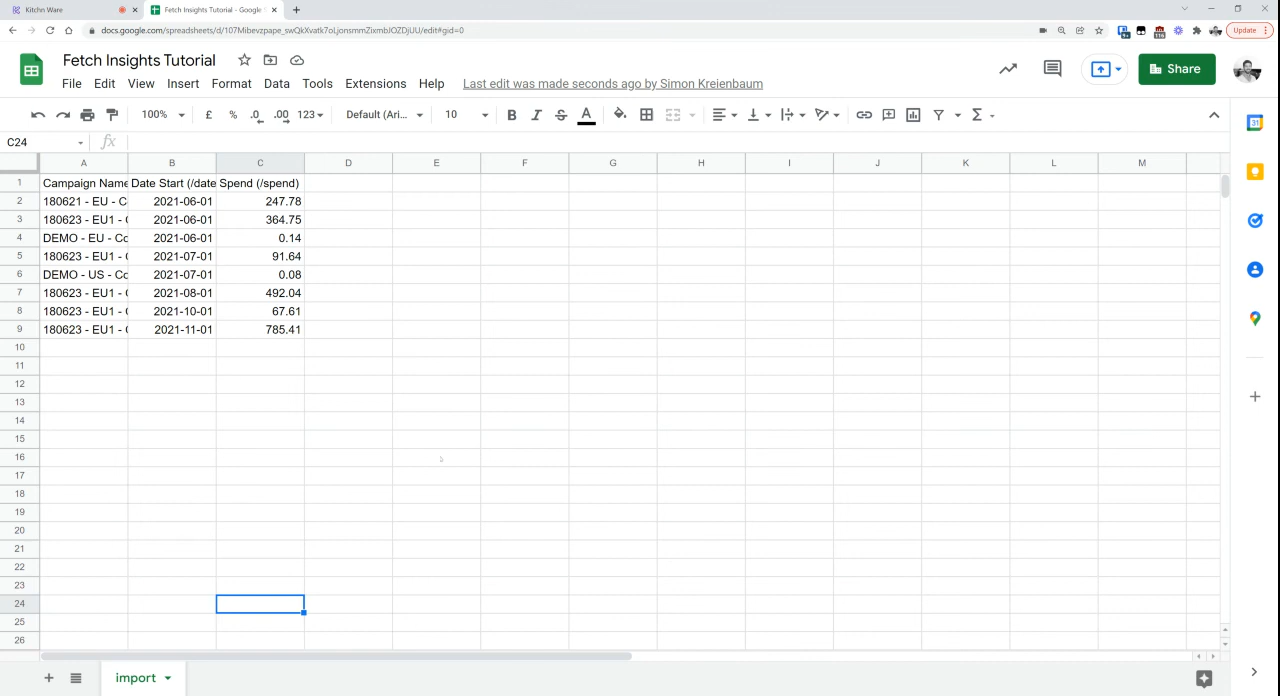 Kitchn Ware
Fetch Insights Tutorial - Google
docs.google.com/spreadsheets/d/107Mibevzpape_swQkXvatk7oLjonsmmZixmbJOZDjUU/edit#gid=0
Update
Fetch Insights Tutorial
File Edit View Insert Format Data Tools Extensions Help Last edit was made seconds ago by Simon Kreienbaum
Share
100% £ % .0 .00 123 Default (Ari... 10 B I S A
C24 fx
A B C D E F G H I J K L M
1 Campaign Name Date Start (/date Spend (/spend)
2 180621 - EU - C 2021-06-01 247.78
3 180623 - EU1 - 2021-06-01 364.75
4 DEMO - EU - Co 2021-06-01 0.14
5 180623 - EU1 - 2021-07-01 91.64
6 DEMO - US - Co 2021-07-01 0.08
7 180623 - EU1 - 2021-08-01 492.04
8 180623 - EU1 - 2021-10-01 67.61
9 180623 - EU1 - 2021-11-01 785.41
10
11
12
13
14
15
16
17
18
19
20
21
22
23
24
25
26
import